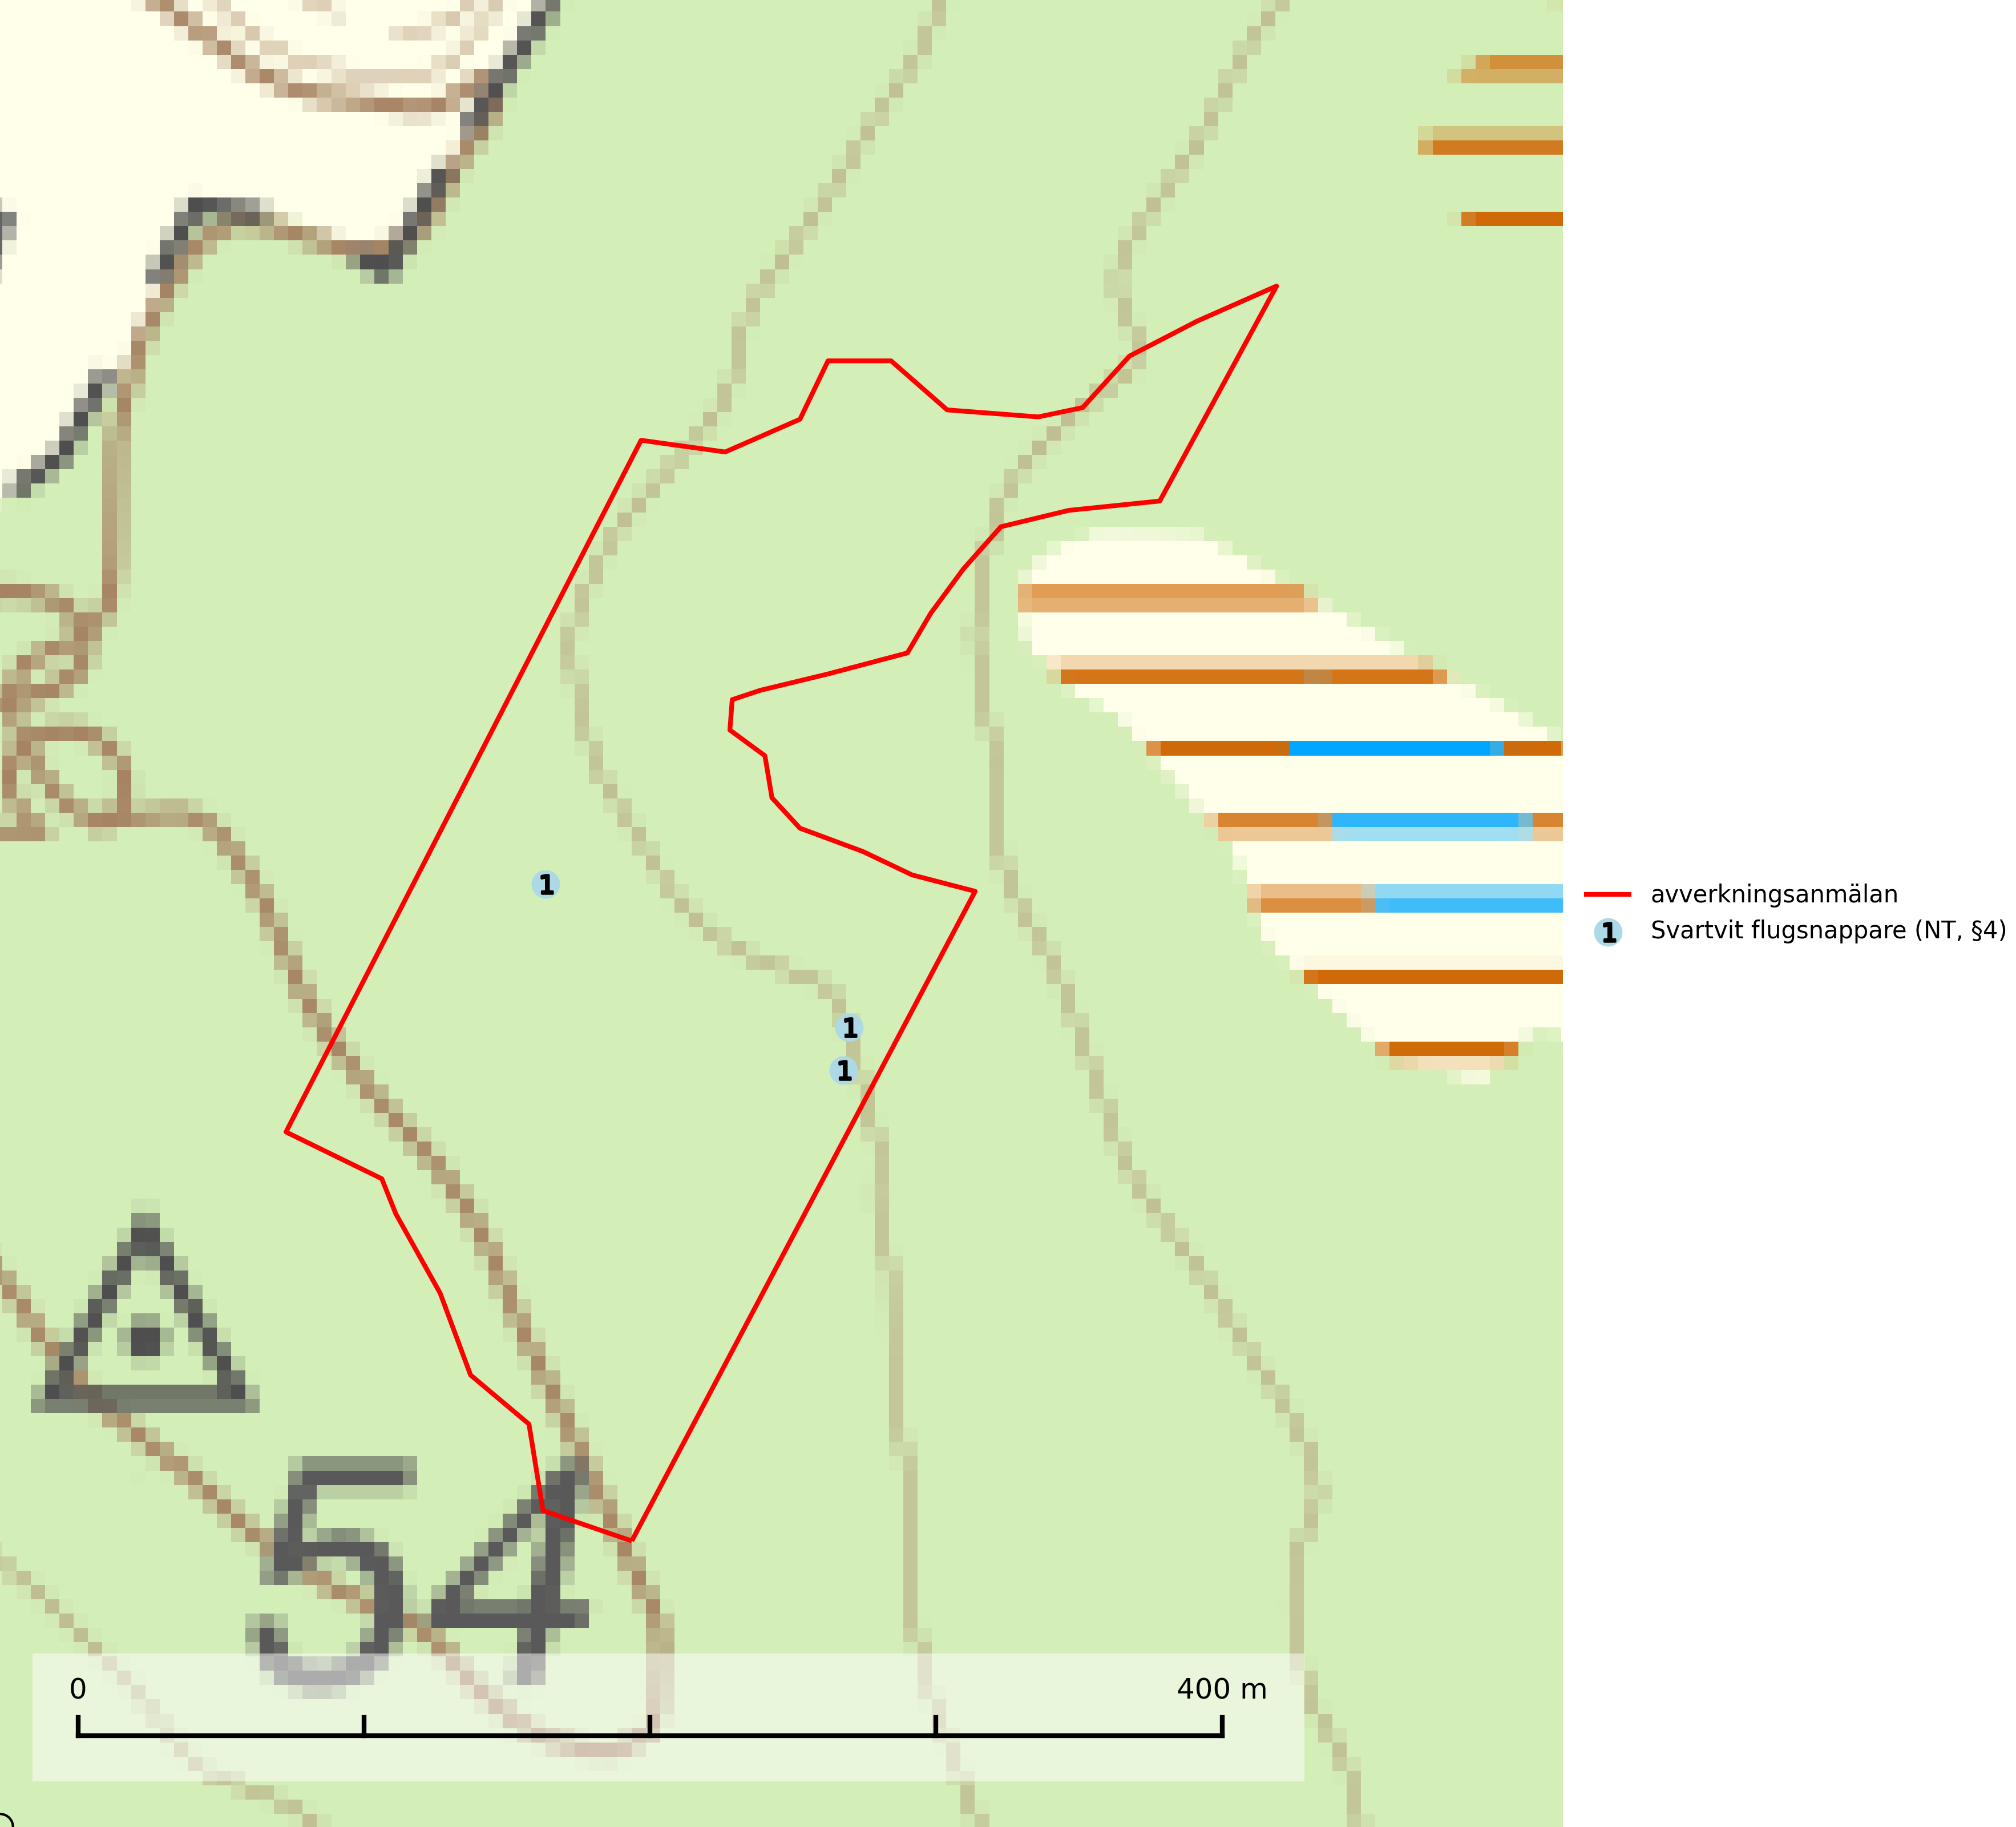 1
1
1
54
0 400 m
avverkningsanmälan
1 Svartvit flugsnappare (NT, §4)